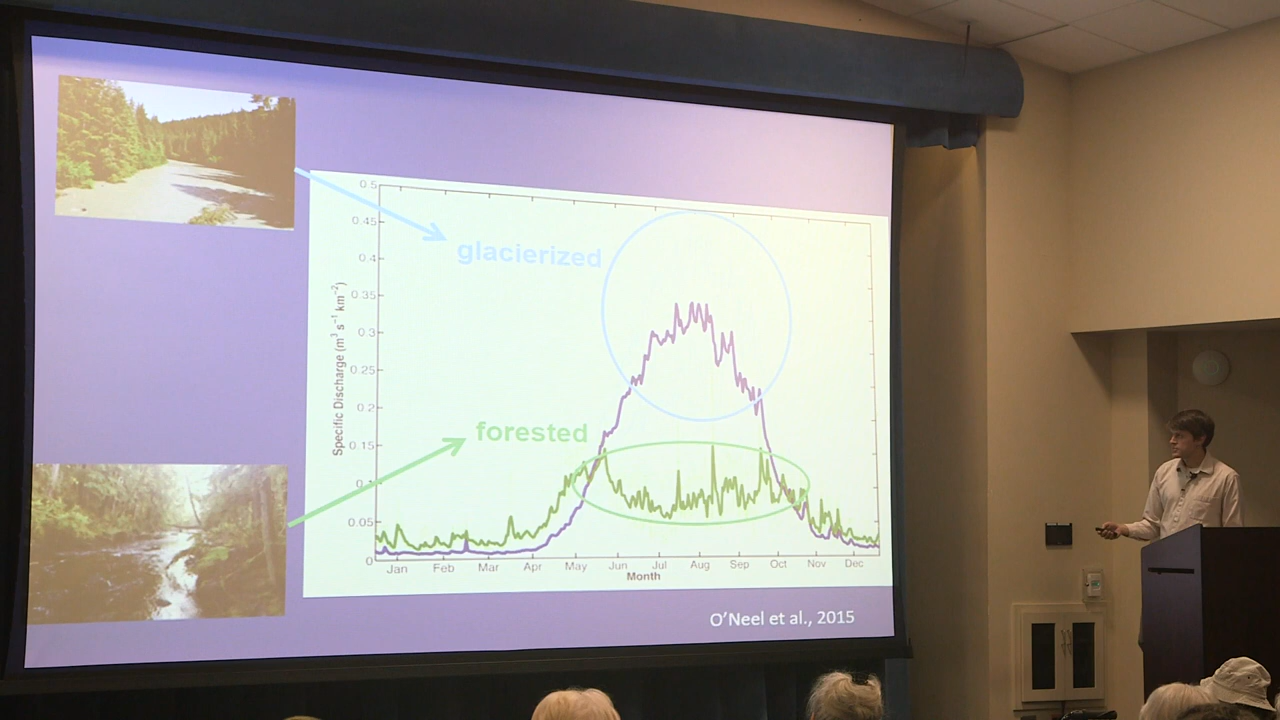 0.5
0.45
0.4
0.35
0.3
0.25
0.2
0.15
0.1
0.05
0
Specific Discharge (m³ s⁻¹ km⁻²)
glacierized
forested
Jan Feb Mar Apr May Jun Jul Aug Sep Oct Nov Dec
Month
O'Neel et al., 2015